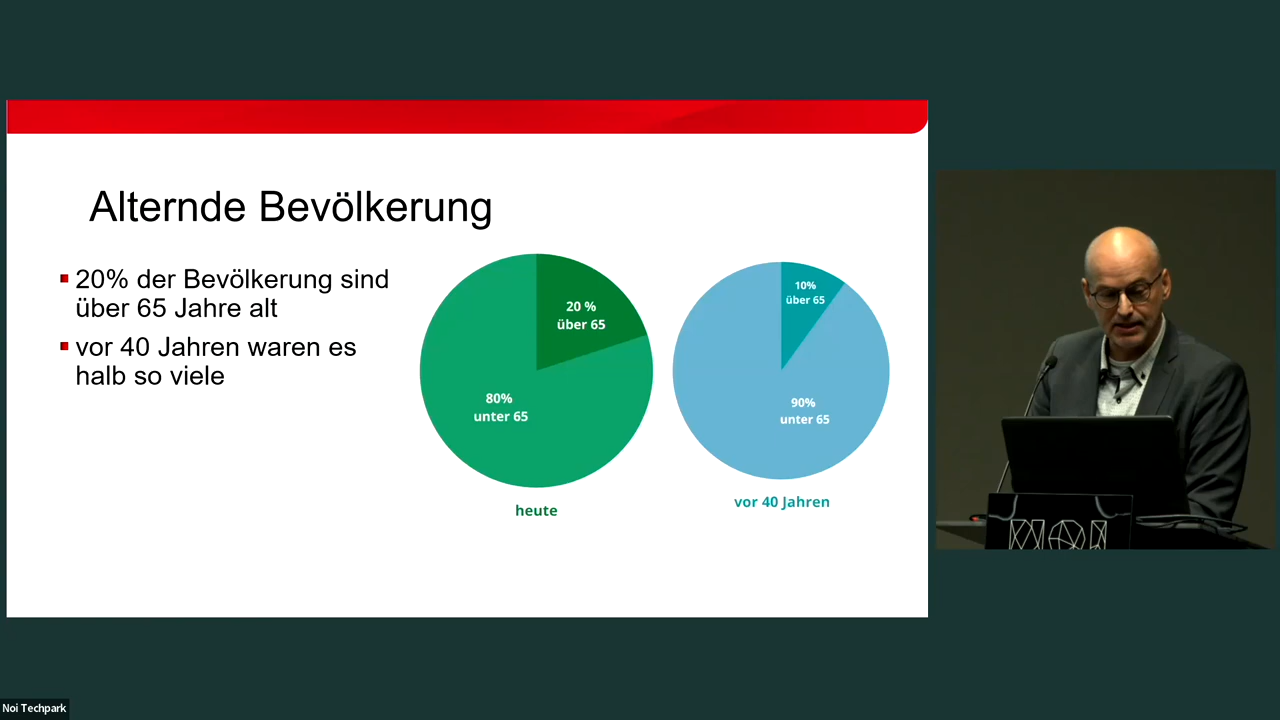 Alternde Bevölkerung
20% der Bevölkerung sind
über 65 Jahre alt
vor 40 Jahren waren es
halb so viele
20 %
über 65
80%
unter 65
heute
10%
über 65
90%
unter 65
vor 40 Jahren
NOI
Noi Techpark